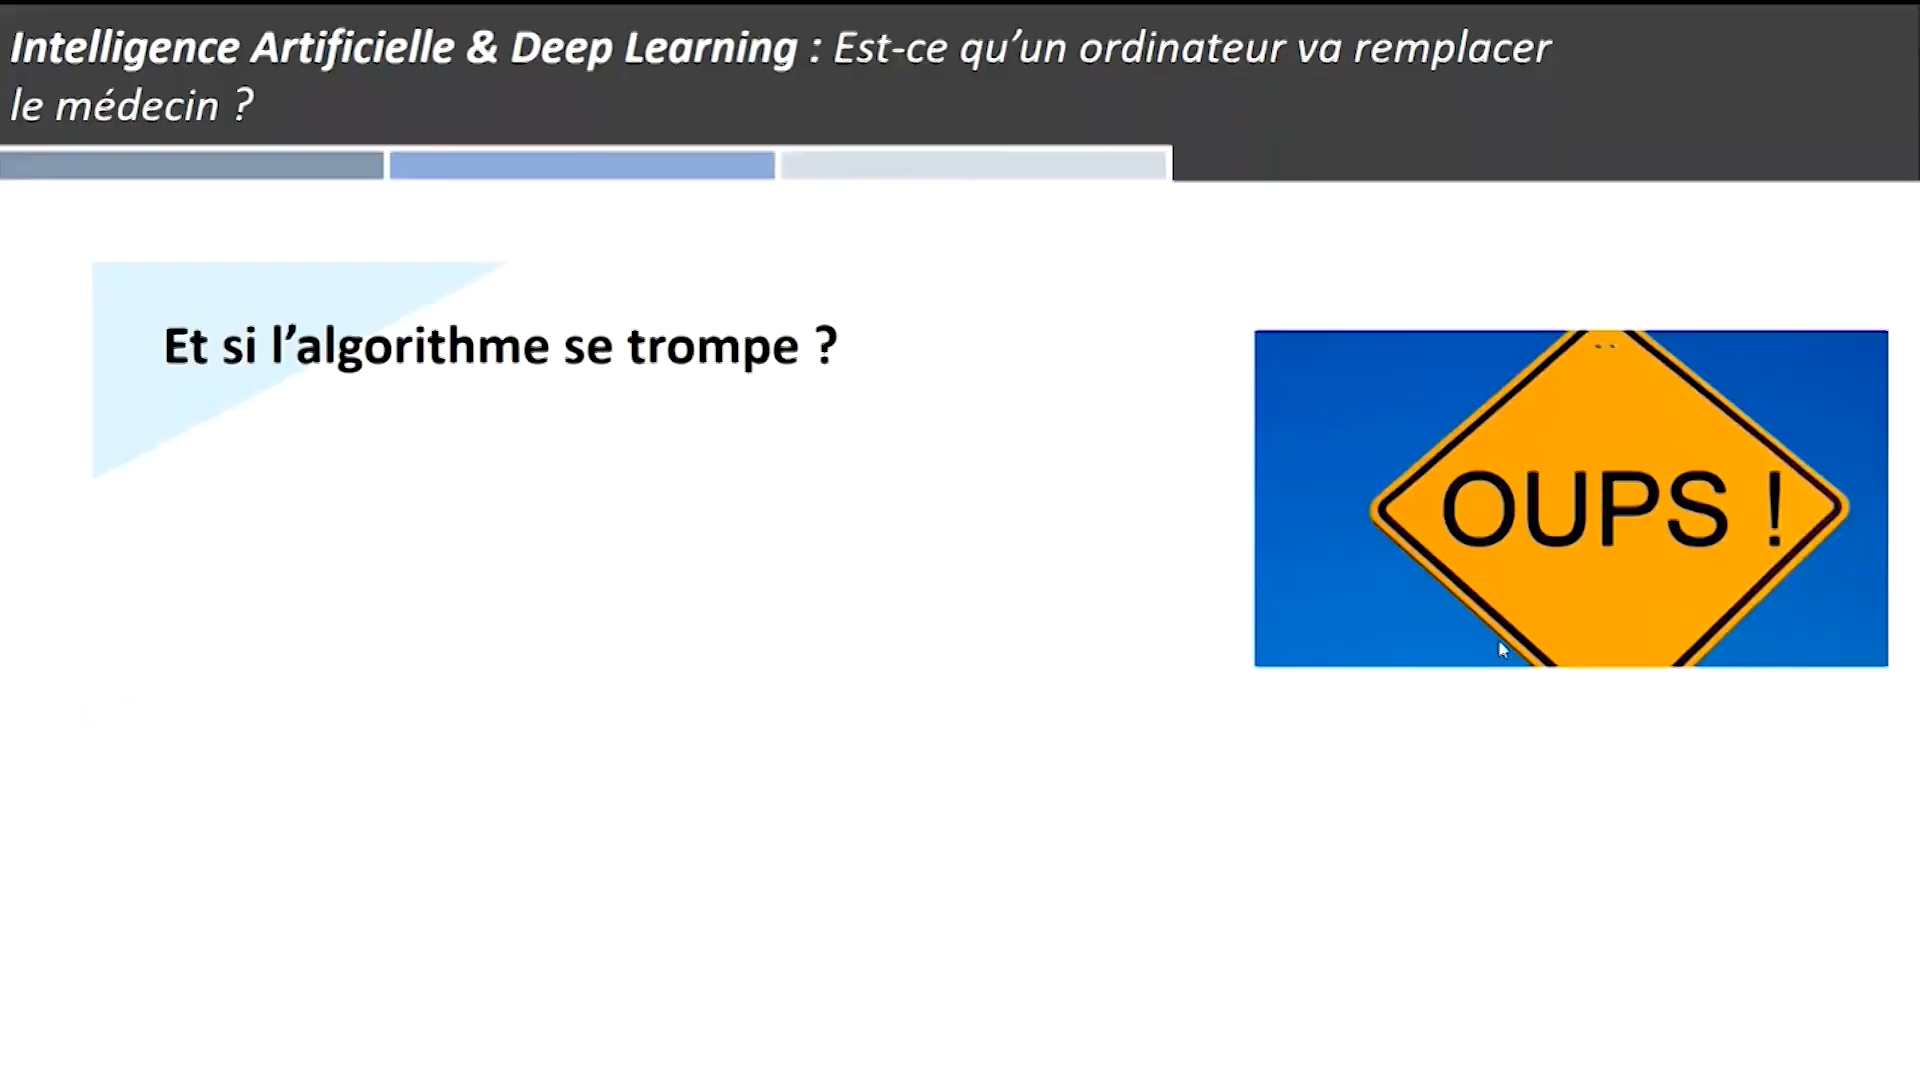 Intelligence Artificielle & Deep Learning : Est-ce qu’un ordinateur va remplacer
le médecin ?
Et si l’algorithme se trompe ?
OUPS !